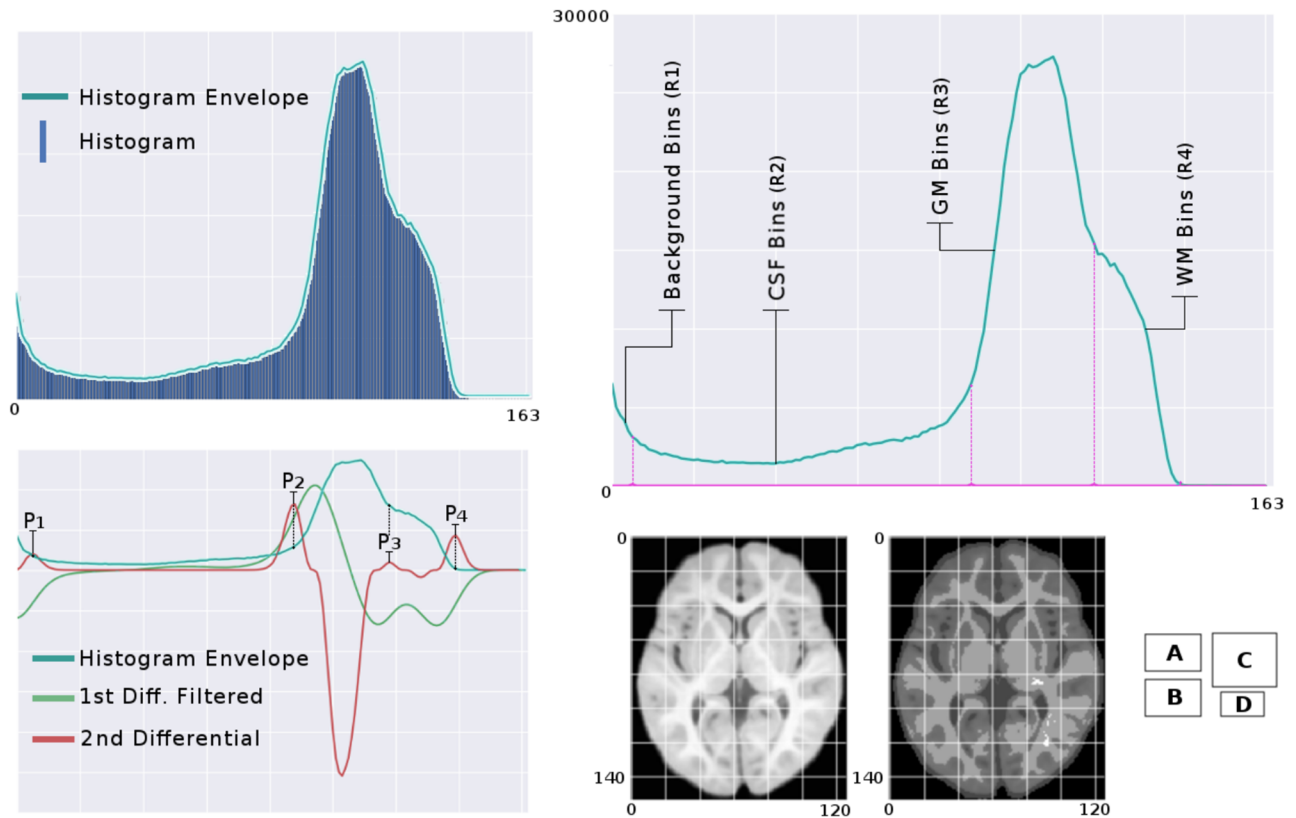 Histogram Envelope
Histogram
0
163
30000
Background Bins (R1)
CSF Bins (R2)
GM Bins (R3)
WM Bins (R4)
0
163
P1
P2
P3
P4
Histogram Envelope
1st Diff. Filtered
2nd Differential
0
140
0
120
0
140
0
120
A
C
B
D